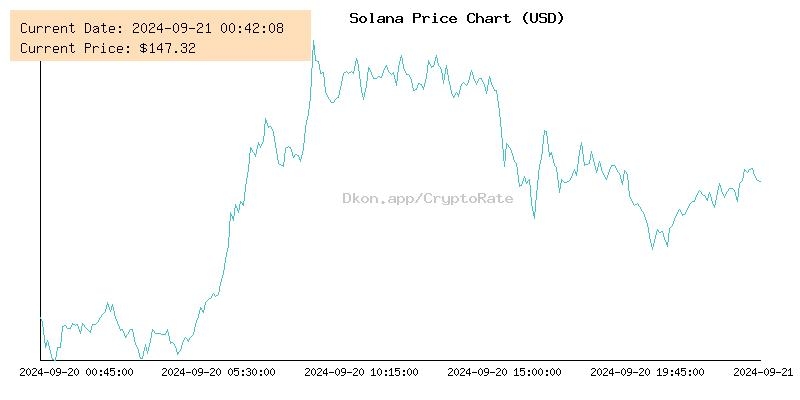 Solana Price Chart (USD)
Current Date: 2024-09-21 00:42:08
Current Price: $147.32
Dkon.app/CryptoRate
2024-09-20 00:45:00 2024-09-20 05:30:00 2024-09-20 10:15:00 2024-09-20 15:00:00 2024-09-20 19:45:00 2024-09-21